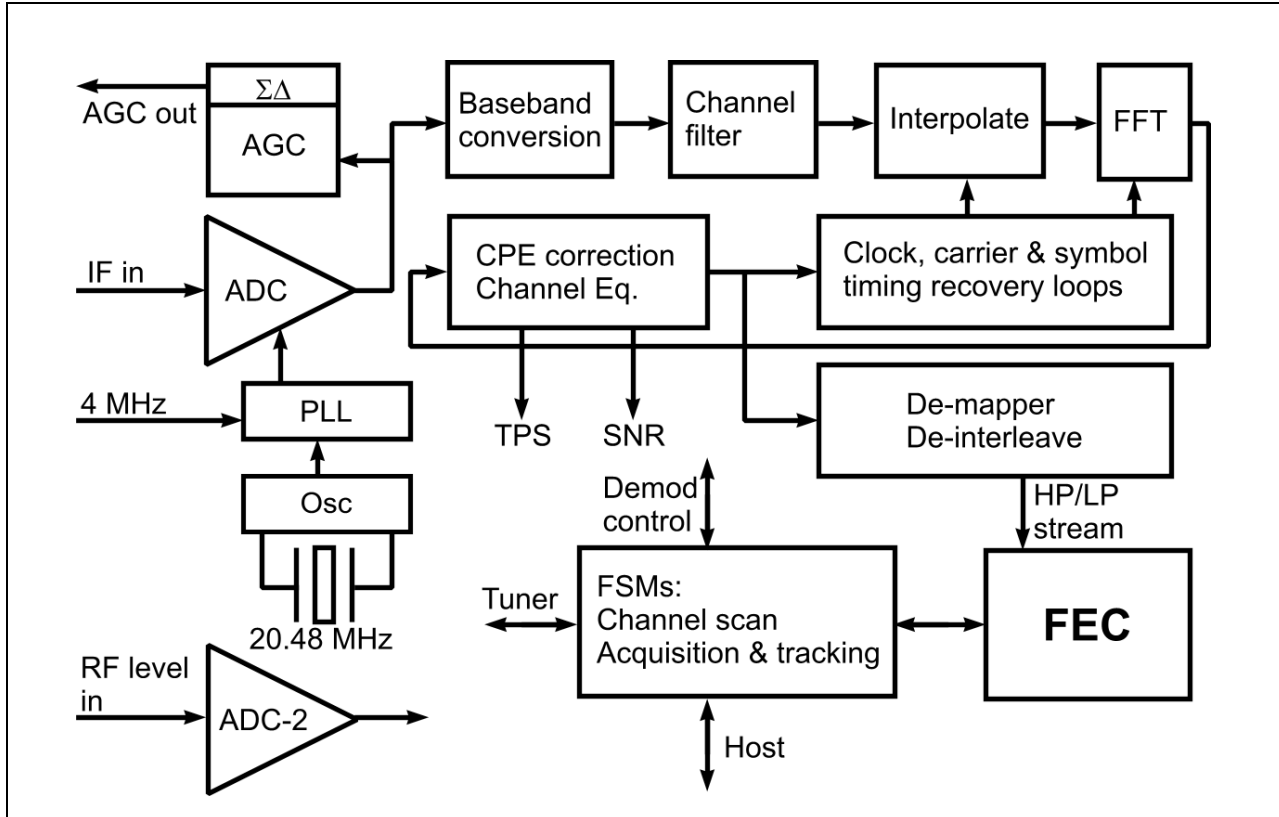 ΣΔ
AGC out
AGC
Baseband
conversion
Channel
filter
Interpolate
FFT
IF in
ADC
CPE correction
Channel Eq.
Clock, carrier & symbol
timing recovery loops
4 MHz
PLL
TPS
SNR
De-mapper
De-interleave
Osc
20.48 MHz
Demod
control
HP/LP
stream
Tuner
FSMs:
Channel scan
Acquisition & tracking
FEC
RF level
in
ADC-2
Host